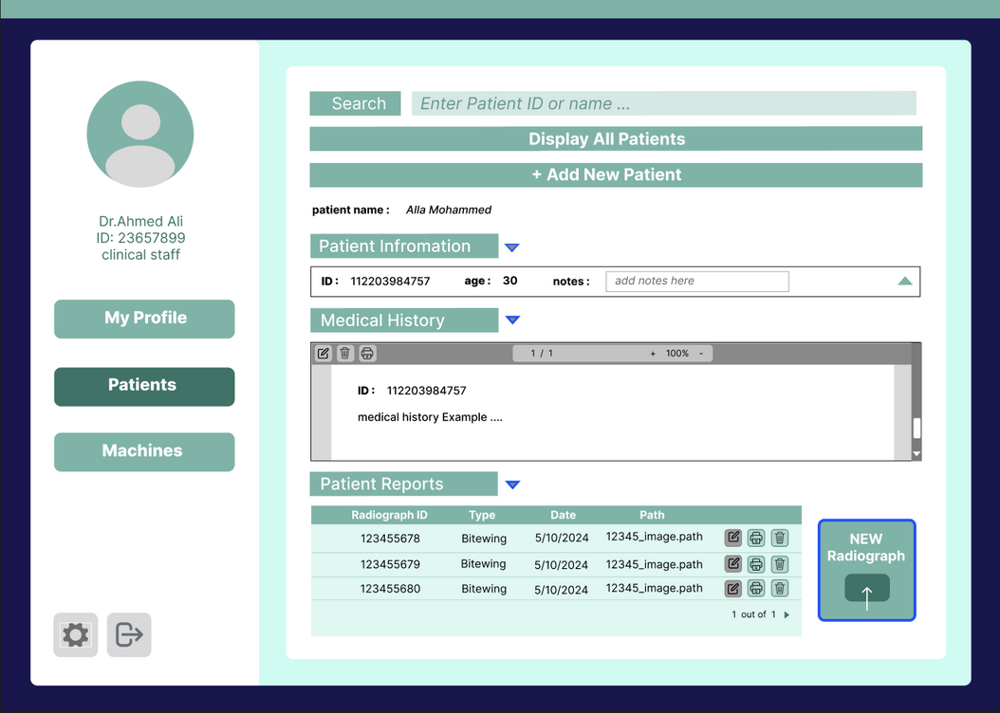 Dr.Ahmed Ali
ID: 23657899
clinical staff
My Profile
Patients
Machines
Search
Enter Patient ID or name ...
Display All Patients
+ Add New Patient
patient name : Alla Mohammed
Patient Infromation
ID : 112203984757 age : 30 notes : add notes here
Medical History
1 / 1 + 100% -
ID : 112203984757
medical history Example ....
Patient Reports
Radiograph ID Type Date Path
123455678 Bitewing 5/10/2024 12345_image.path
123455679 Bitewing 5/10/2024 12345_image.path
123455680 Bitewing 5/10/2024 12345_image.path
1 out of 1
NEW
Radiograph